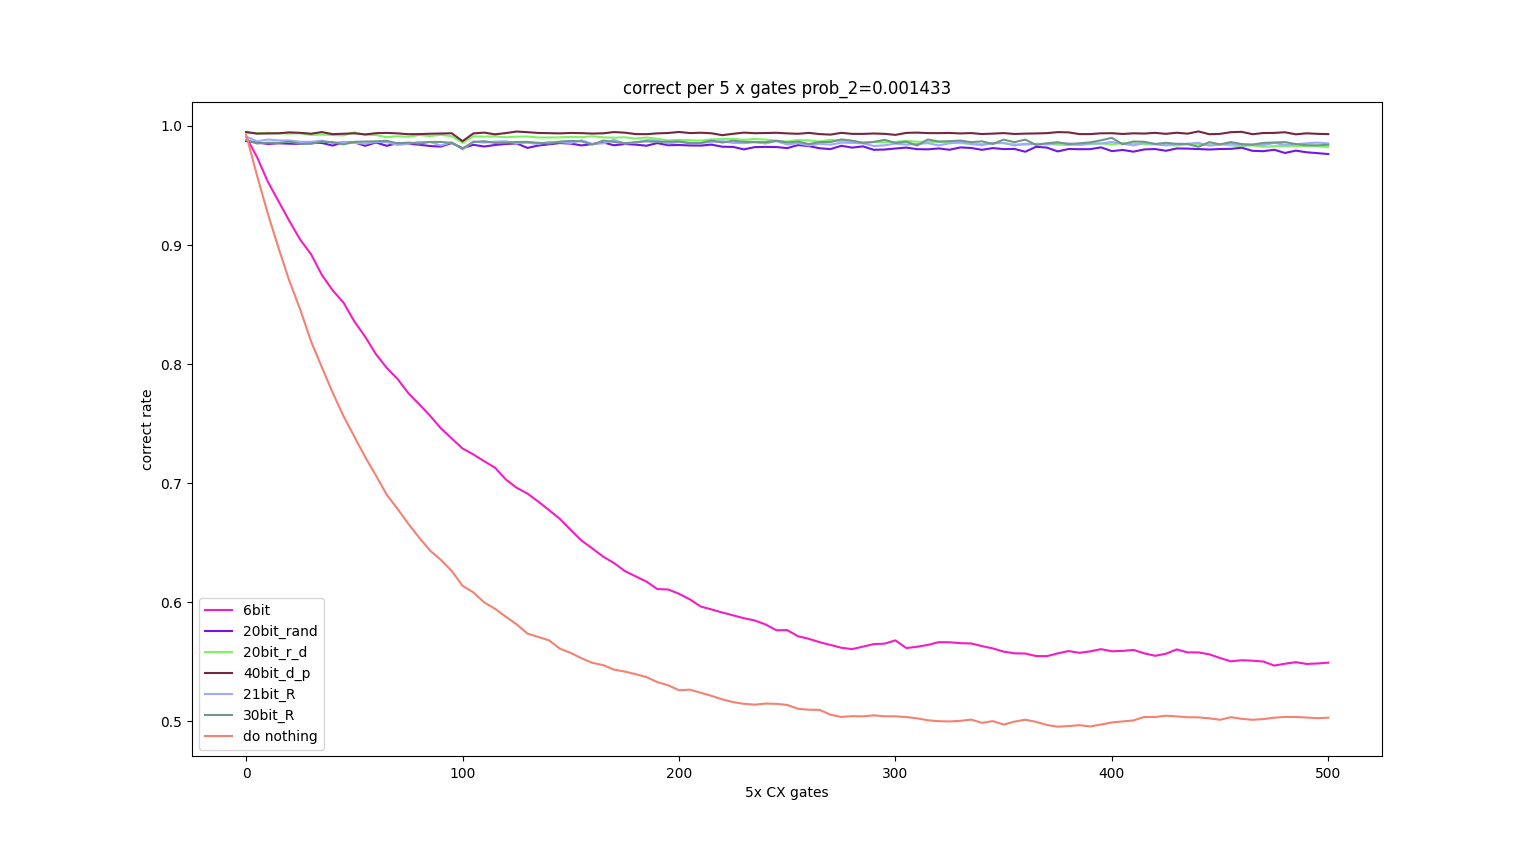 correct per 5 x gates prob_2=0.001433
1.0
0.9
0.8
0.7
0.6
0.5
correct rate
6bit
20bit_rand
20bit_r_d
40bit_d_p
21bit_R
30bit_R
do nothing
0 100 200 300 400 500
5x CX gates